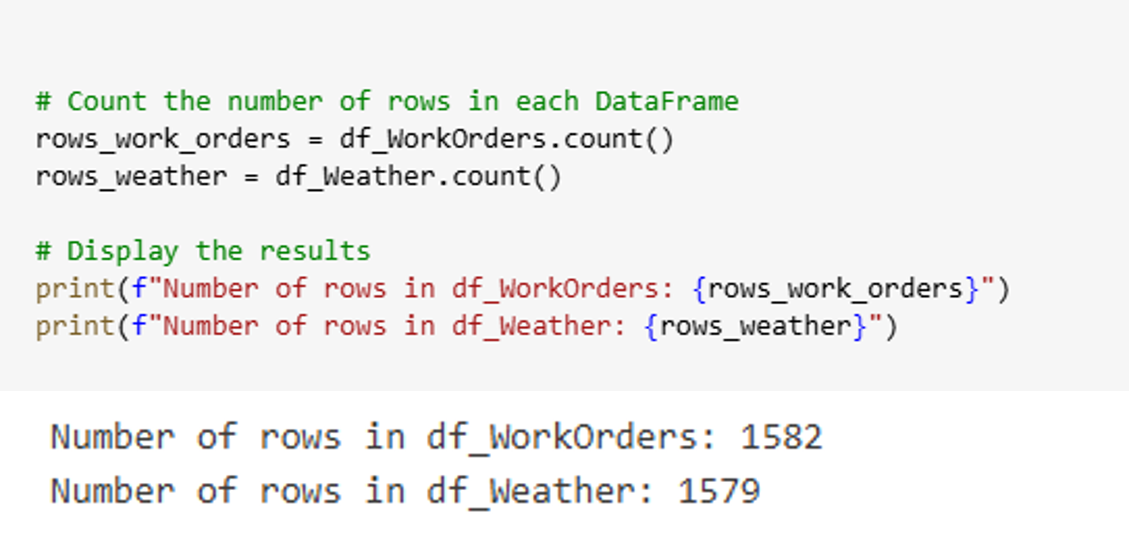 # Count the number of rows in each DataFrame
rows_work_orders = df_WorkOrders.count()
rows_weather = df_Weather.count()
# Display the results
print(f"Number of rows in df_WorkOrders: {rows_work_orders}")
print(f"Number of rows in df_Weather: {rows_weather}")
Number of rows in df_WorkOrders: 1582
Number of rows in df_Weather: 1579